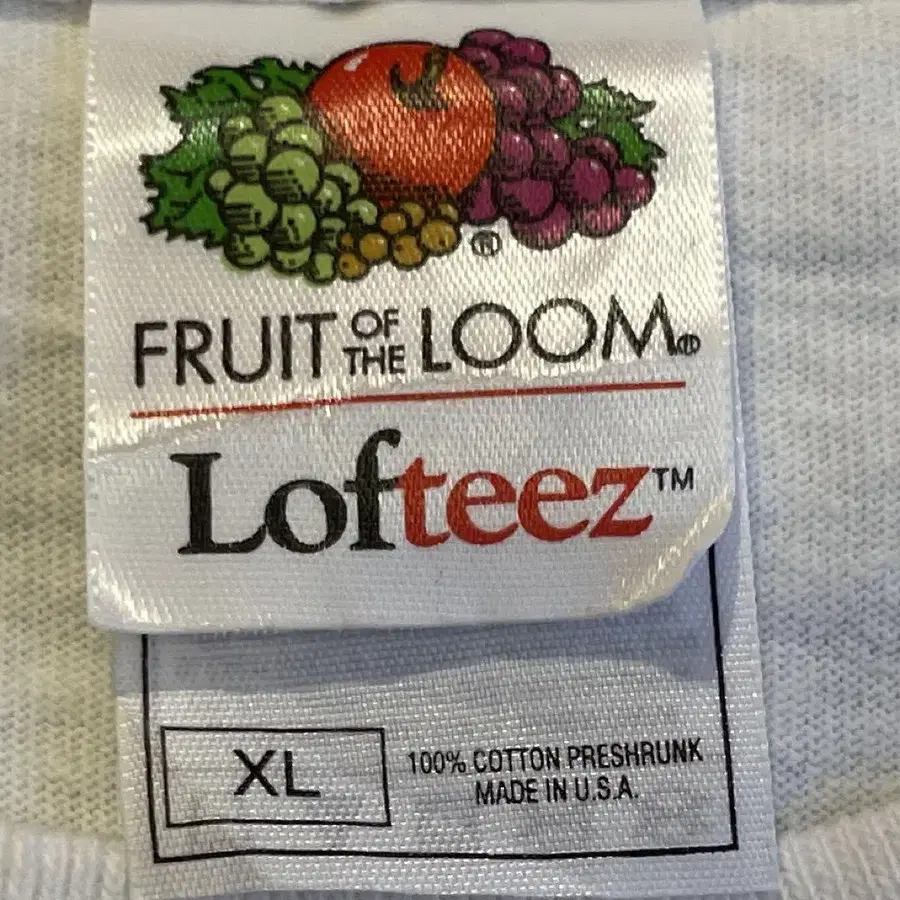 ®
FRUIT OF THE LOOM®
Lofteez™
XL
100% COTTON PRESHRUNK
MADE IN U.S.A.